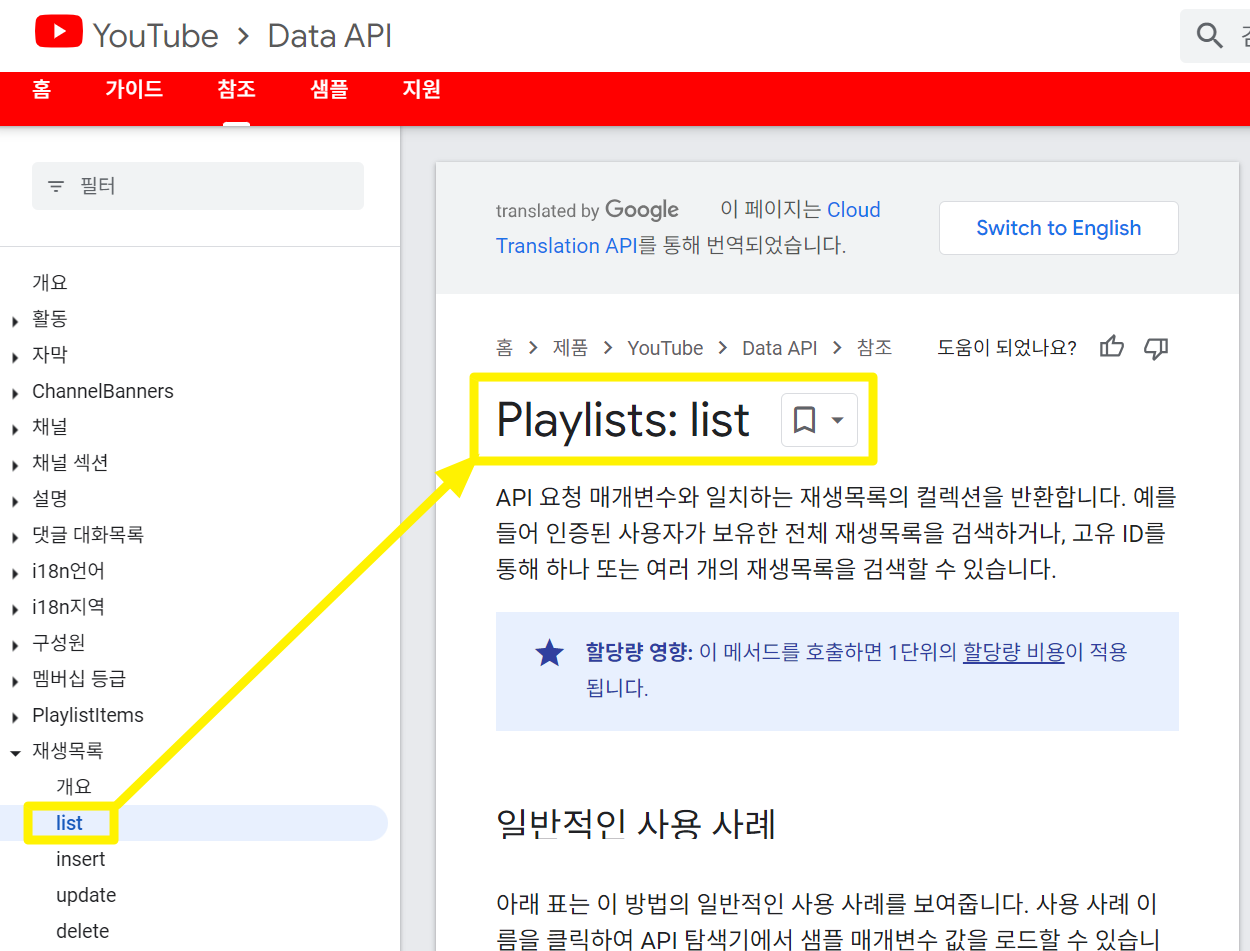 YouTube > Data API
홈 가이드 참조 샘플 지원
필터
개요
활동
자막
ChannelBanners
채널
채널 섹션
설명
댓글 대화목록
i18n언어
i18n지역
구성원
멤버십 등급
PlaylistItems
재생목록
개요
list
insert
update
delete
translated by Google 이 페이지는 Cloud
Translation API를 통해 번역되었습니다.
Switch to English
홈 > 제품 > YouTube > Data API > 참조
도움이 되었나요?
Playlists: list
API 요청 매개변수와 일치하는 재생목록의 컬렉션을 반환합니다. 예를
들어 인증된 사용자가 보유한 전체 재생목록을 검색하거나, 고유 ID를
통해 하나 또는 여러 개의 재생목록을 검색할 수 있습니다.
할당량 영향: 이 메서드를 호출하면 1단위의 할당량 비용이 적용
됩니다.
일반적인 사용 사례
아래 표는 이 방법의 일반적인 사용 사례를 보여줍니다. 사용 사례 이
름을 클릭하여 API 탐색기에서 샘플 매개변수 값을 로드할 수 있습니